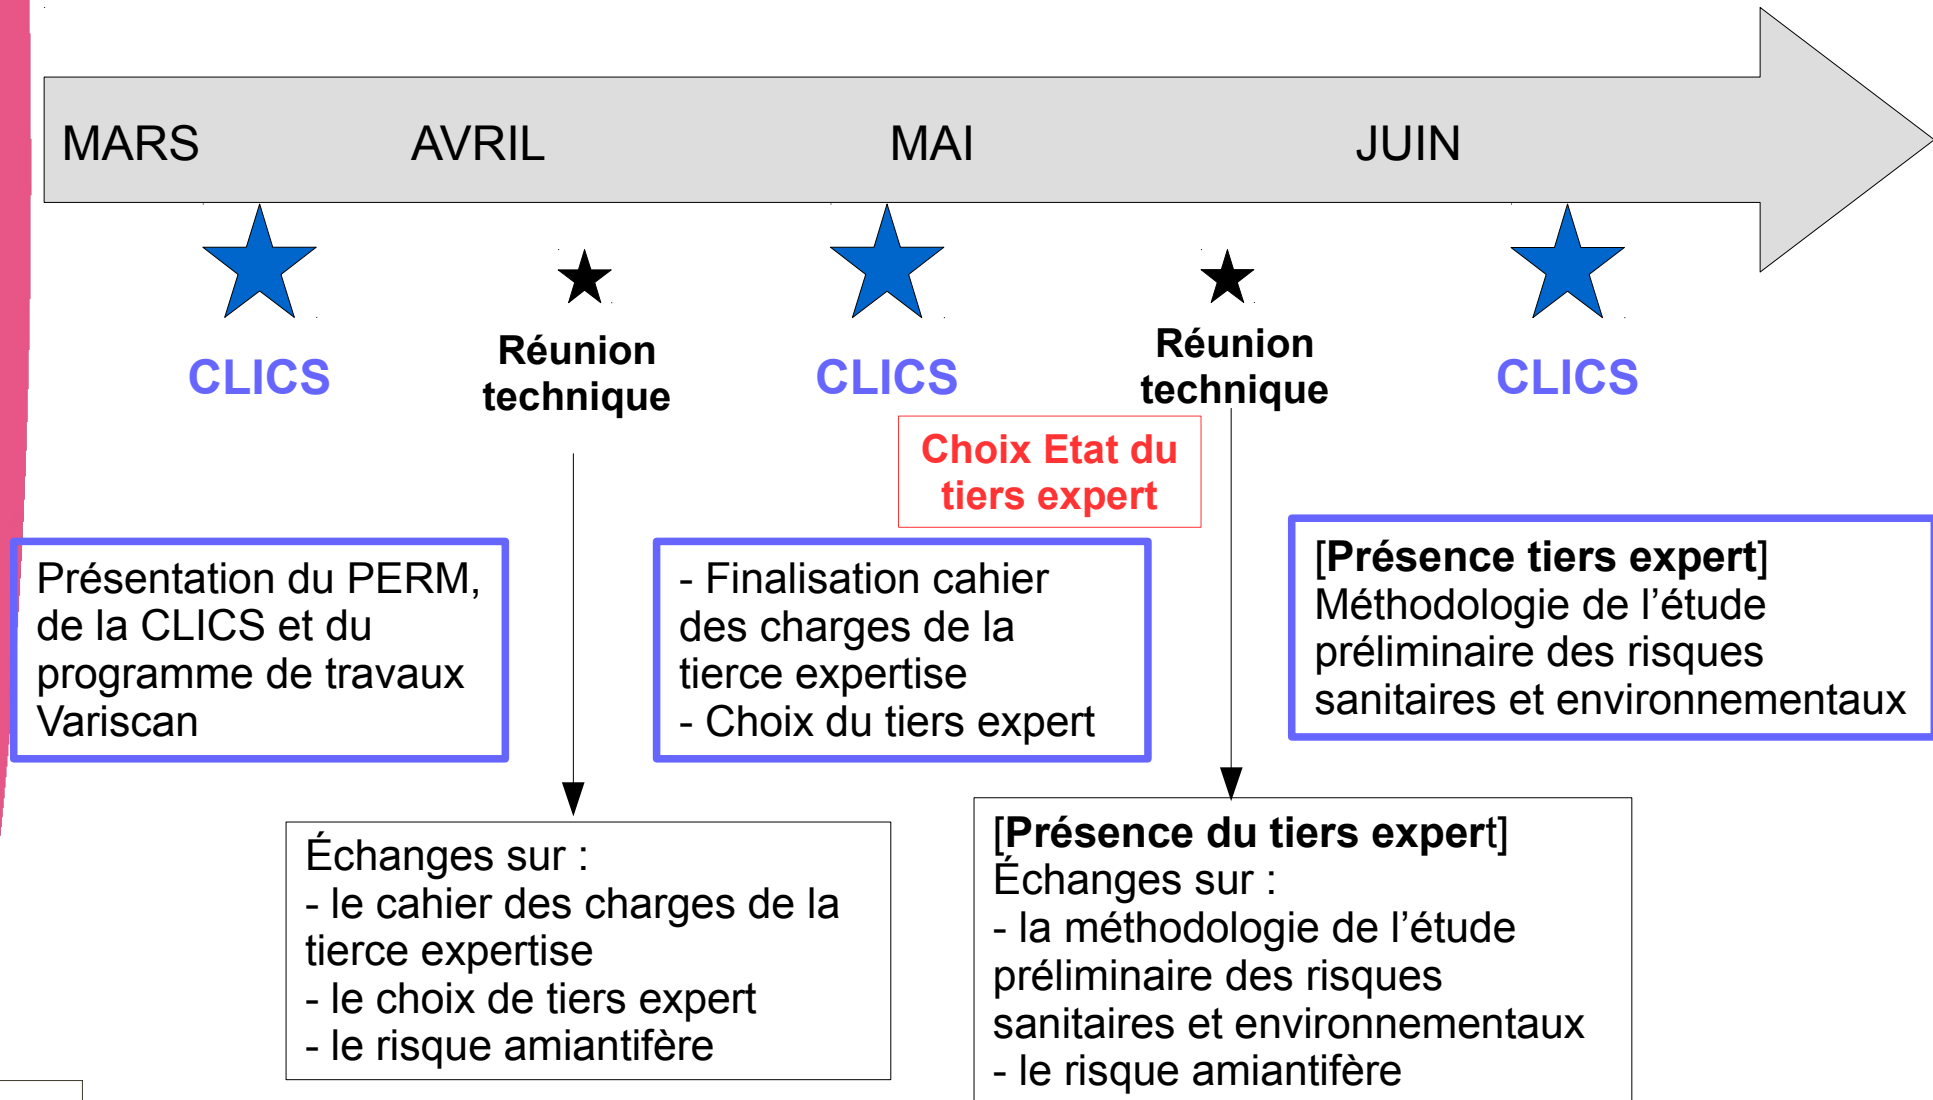 MARS AVRIL MAI JUIN
CLICS
Réunion
technique
CLICS
Réunion
technique
CLICS
Choix Etat du
tiers expert
Présentation du PERM,
de la CLICS et du
programme de travaux
Variscan
- Finalisation cahier
des charges de la
tierce expertise
- Choix du tiers expert
[Présence tiers expert]
Méthodologie de l’étude
préliminaire des risques
sanitaires et environnementaux
Échanges sur :
- le cahier des charges de la
tierce expertise
- le choix de tiers expert
- le risque amiantifère
[Présence du tiers expert]
Échanges sur :
- la méthodologie de l’étude
préliminaire des risques
sanitaires et environnementaux
- le risque amiantifère